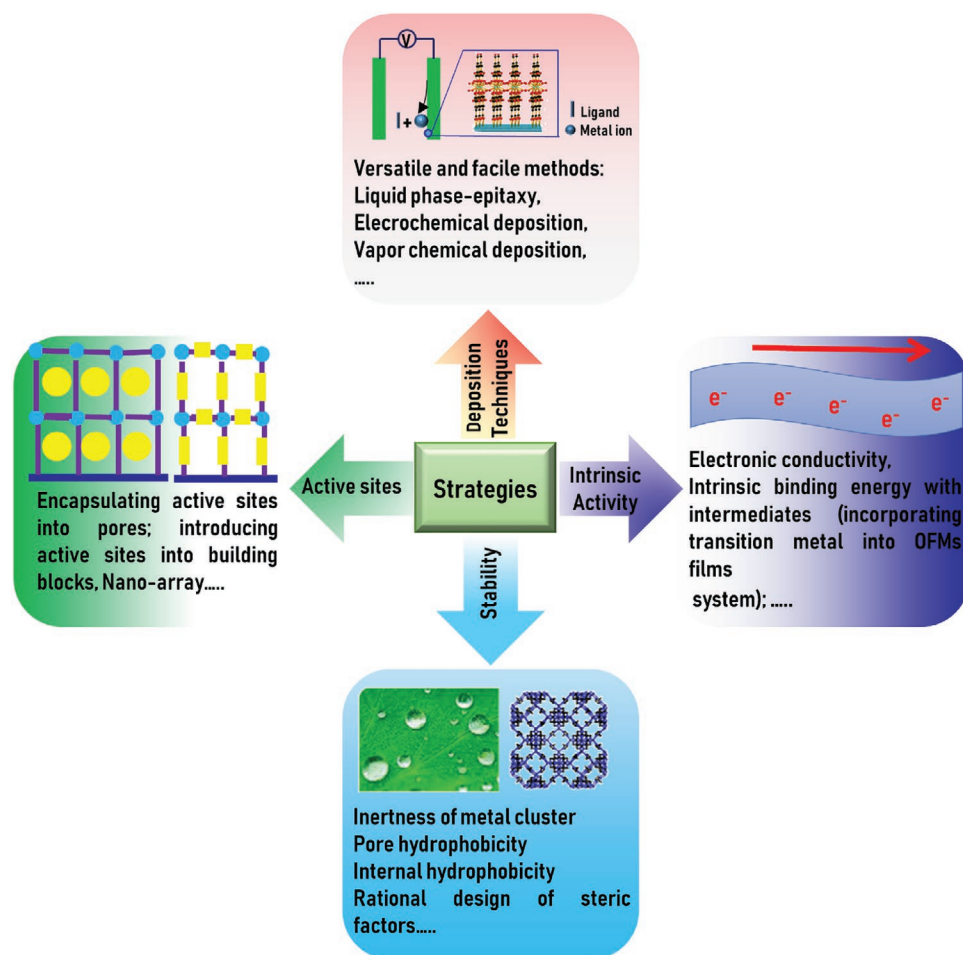 V
I +
Ligand
Metal ion
Versatile and facile methods:
Liquid phase-epitaxy,
Elecrochemical deposition,
Vapor chemical deposition,
.....
Deposition
Techniques
Active sites
Strategies
Intrinsic
Activity
Stability
Encapsulating active sites
into pores; introducing
active sites into building
blocks, Nano-array.....
e⁻ e⁻ e⁻ e⁻ e⁻
Electronic conductivity,
Intrinsic binding energy with
intermediates (incorporating
transition metal into OFMs
films
system); .....
Inertness of metal cluster
Pore hydrophobicity
Internal hydrophobicity
Rational design of steric
factors.....